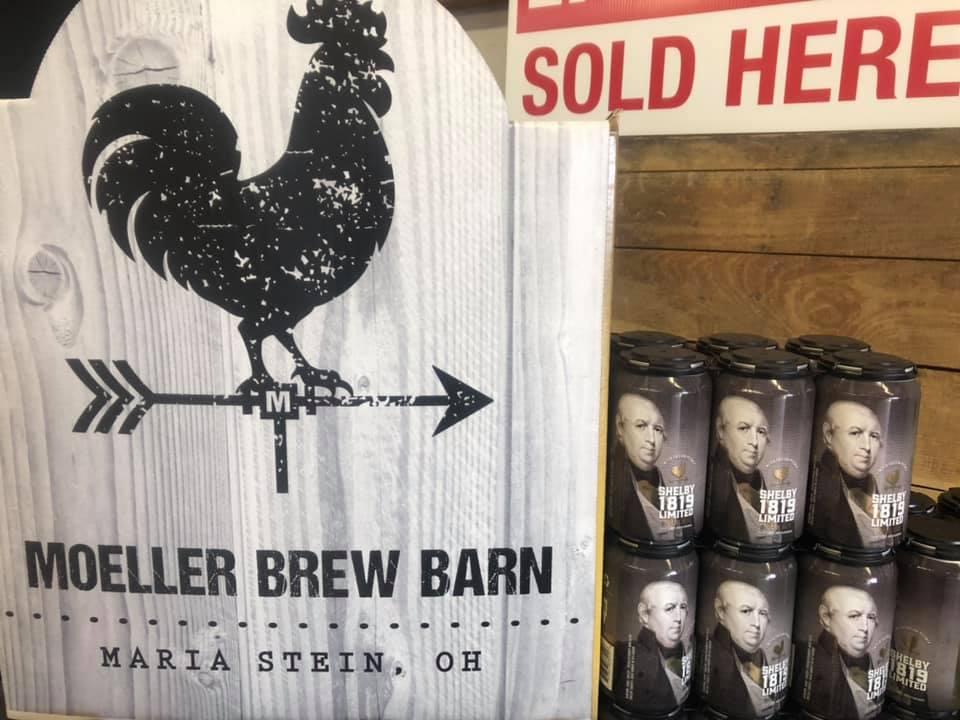 SOLD HERE
M
MOELLER BREW BARN
MARIA STEIN, OH
SHELBY
1819
LIMITED
SHELBY
1819
LIMITED
SHELBY
1819
LIMITED
SHELBY
1819
LIMITED